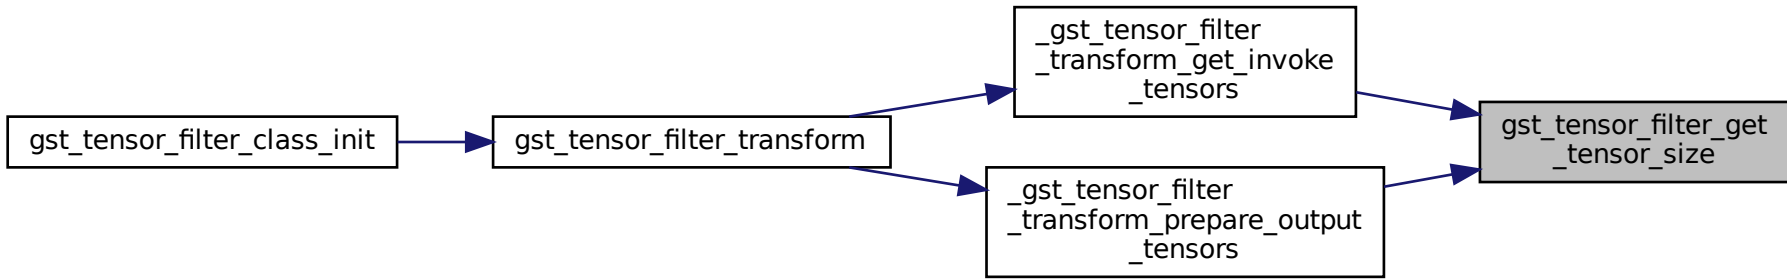 gst_tensor_filter_class_init
gst_tensor_filter_transform
_gst_tensor_filter
_transform_get_invoke
_tensors
_gst_tensor_filter
_transform_prepare_output
_tensors
gst_tensor_filter_get
_tensor_size